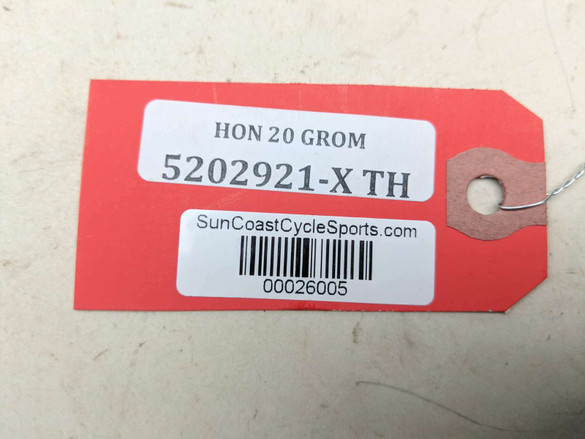 HON 20 GROM
5202921-X TH
SunCoastCycleSports.com
00026005